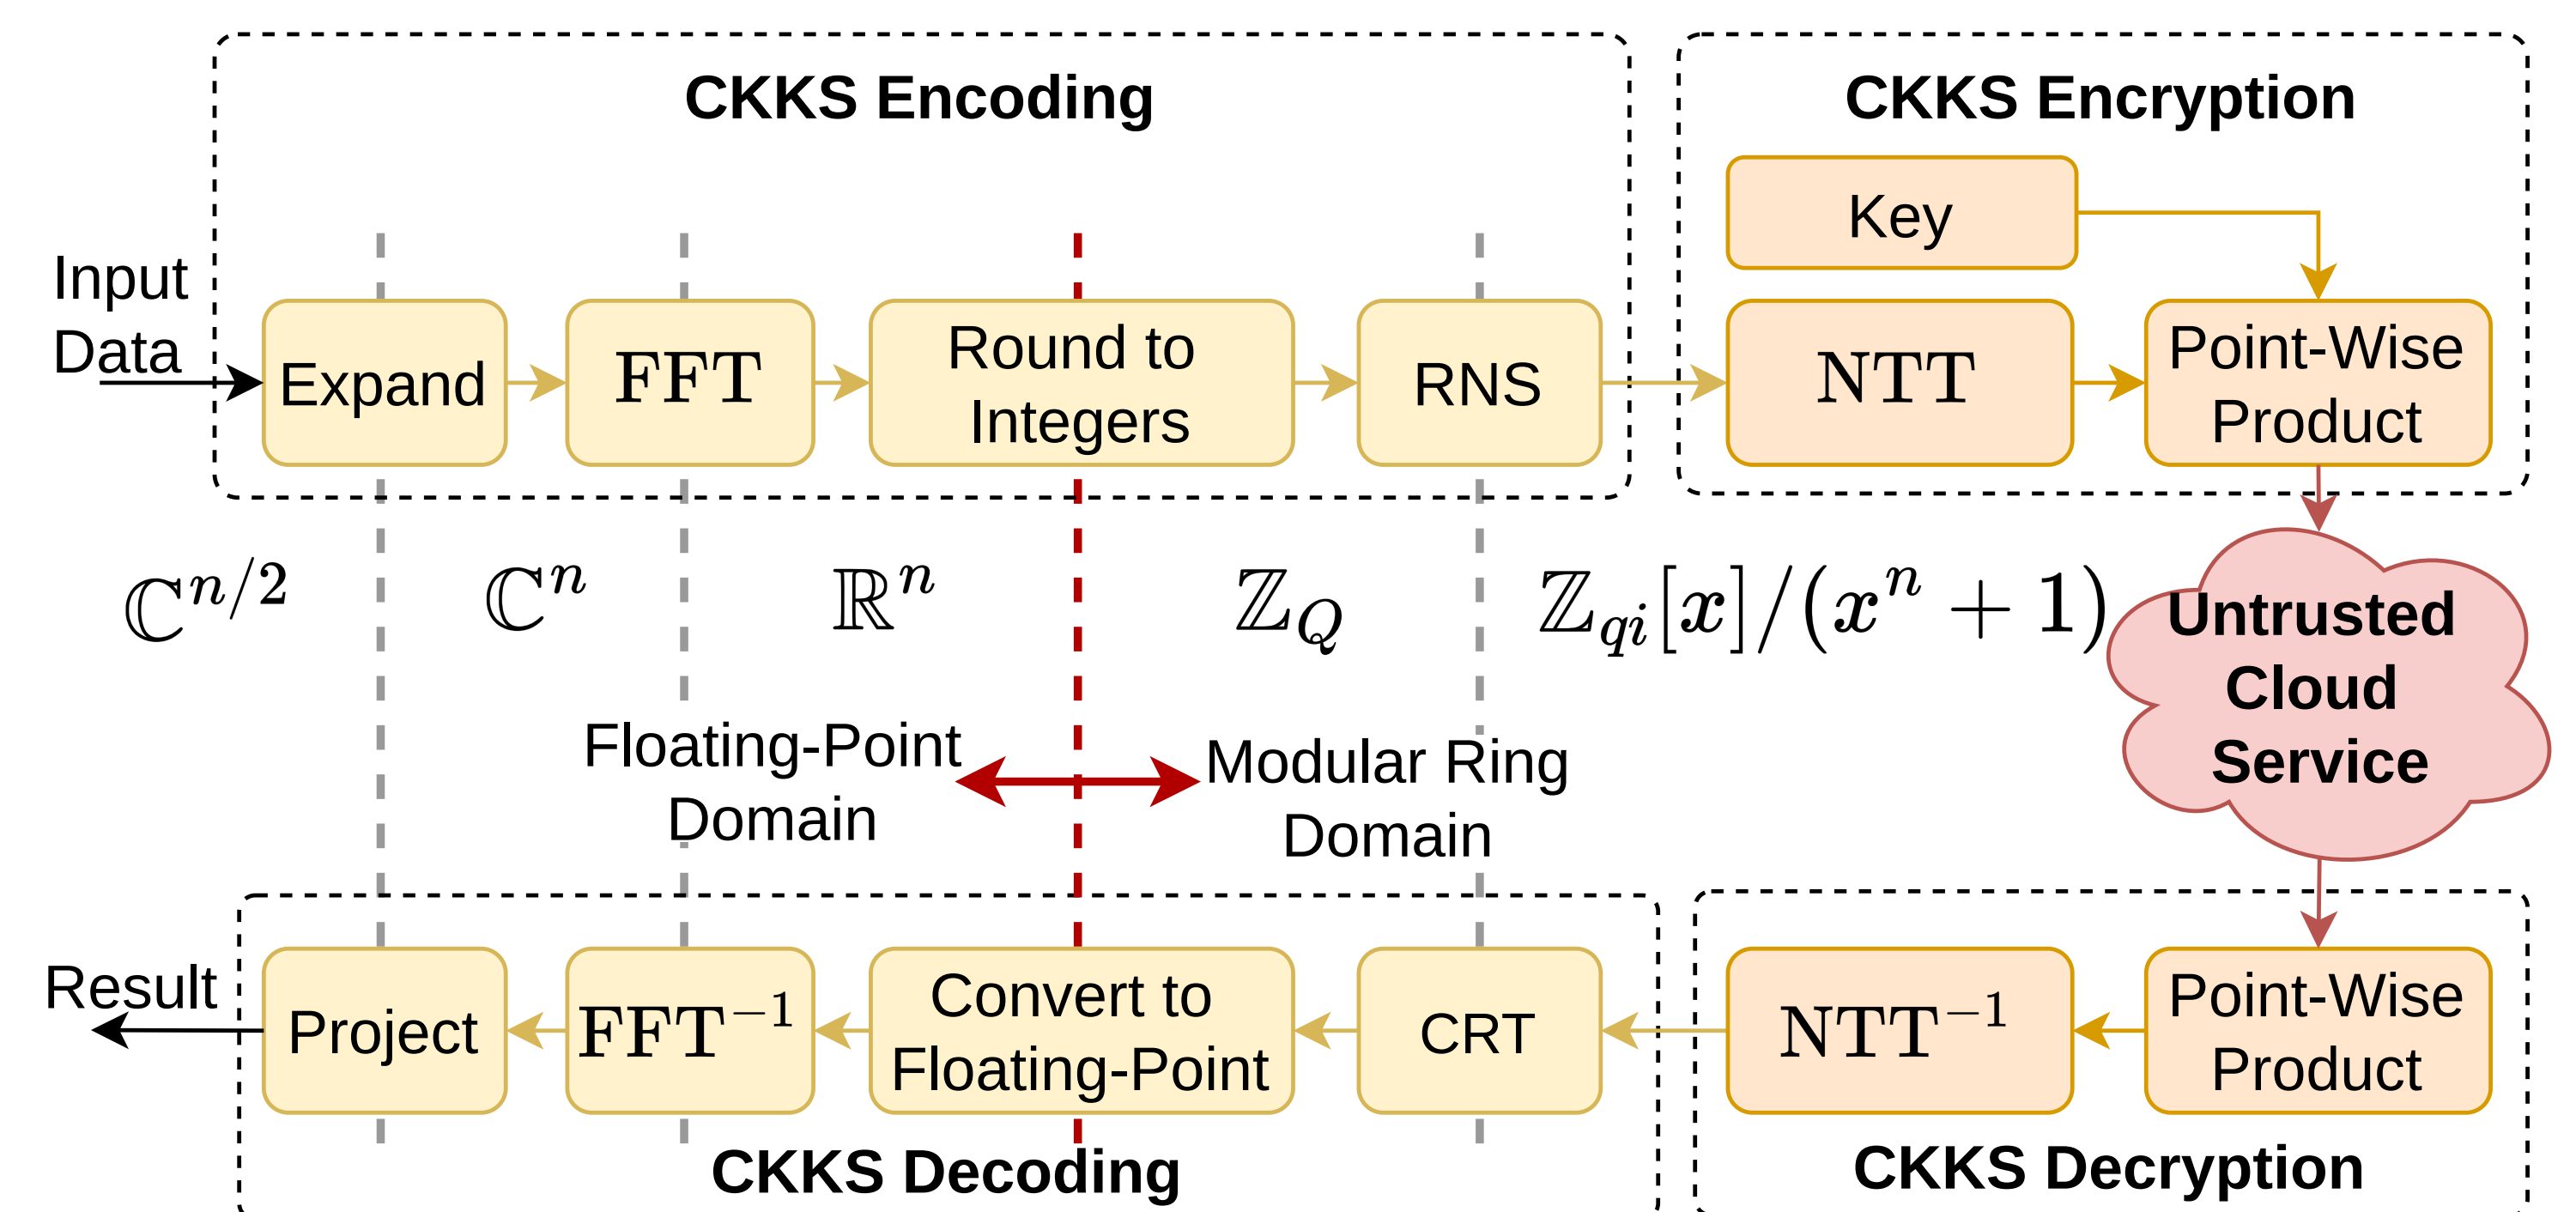 CKKS Encoding
CKKS Encryption
Key
Input
Data
Expand
FFT
Round to
Integers
RNS
NTT
Point-Wise
Product
ℂ^{n/2}
ℂ^n
ℝ^n
ℤ_Q
ℤ_{qi}[x]/(x^n + 1)
Untrusted
Cloud
Service
Floating-Point
Domain
Modular Ring
Domain
Result
Project
FFT^{-1}
Convert to
Floating-Point
CRT
NTT^{-1}
Point-Wise
Product
CKKS Decoding
CKKS Decryption